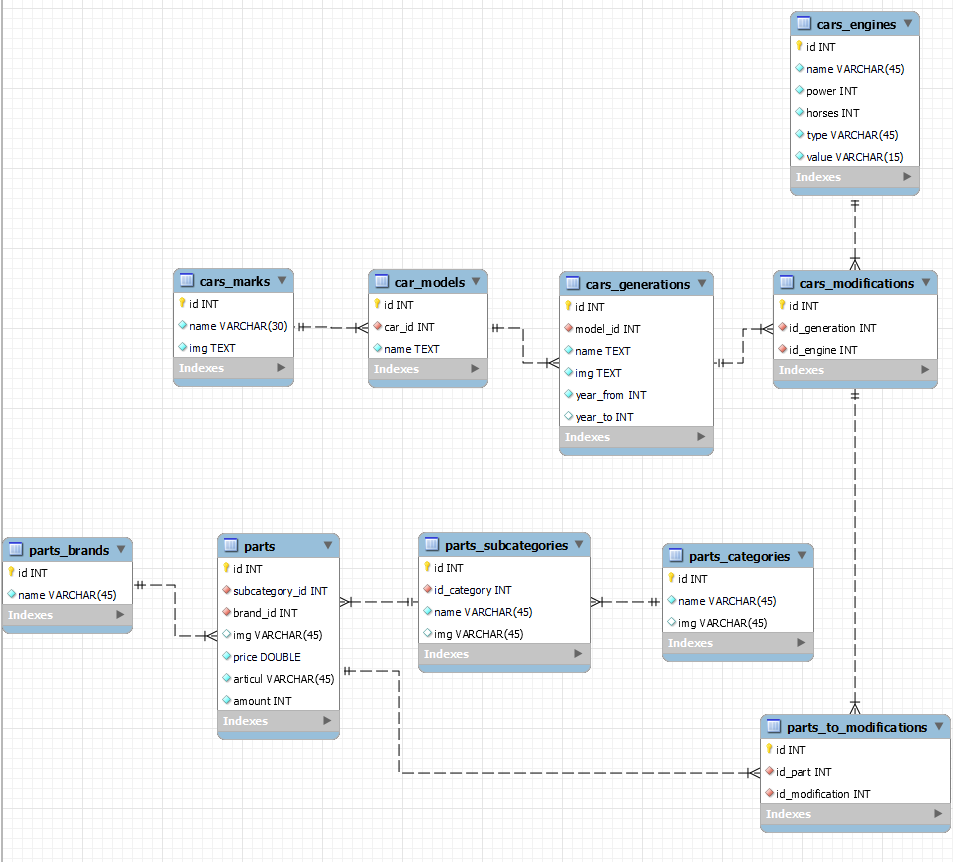 cars_engines
id INT
name VARCHAR(45)
power INT
horses INT
type VARCHAR(45)
value VARCHAR(15)
Indexes
cars_marks
id INT
name VARCHAR(30)
img TEXT
Indexes
car_models
id INT
car_id INT
name TEXT
Indexes
cars_generations
id INT
model_id INT
name TEXT
img TEXT
year_from INT
year_to INT
Indexes
cars_modifications
id INT
id_generation INT
id_engine INT
Indexes
parts_brands
id INT
name VARCHAR(45)
Indexes
parts
id INT
subcategory_id INT
brand_id INT
img VARCHAR(45)
price DOUBLE
articul VARCHAR(45)
amount INT
Indexes
parts_subcategories
id INT
id_category INT
name VARCHAR(45)
img VARCHAR(45)
Indexes
parts_categories
id INT
name VARCHAR(45)
img VARCHAR(45)
Indexes
parts_to_modifications
id INT
id_part INT
id_modification INT
Indexes